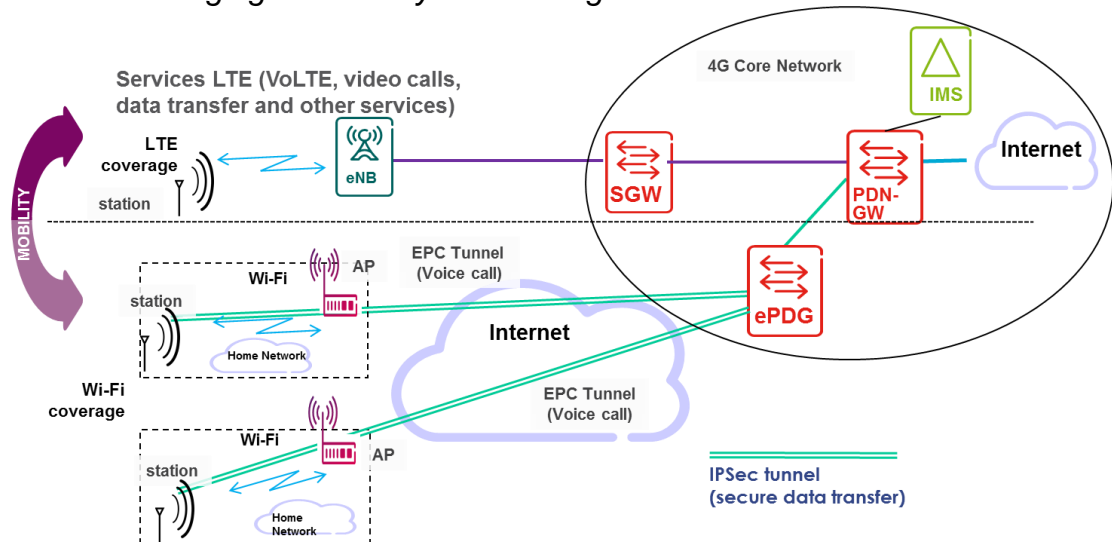 Services LTE (VoLTE, video calls,
data transfer and other services)
4G Core Network
IMS
LTE
coverage
eNB
Internet
SGW
PDN-
GW
station
MOBILITY
EPC Tunnel
(Voice call)
Wi-Fi
AP
station
ePDG
Internet
Home Network
Wi-Fi
coverage
EPC Tunnel
(Voice call)
Wi-Fi
AP
station
IPSec tunnel
(secure data transfer)
Home
Network